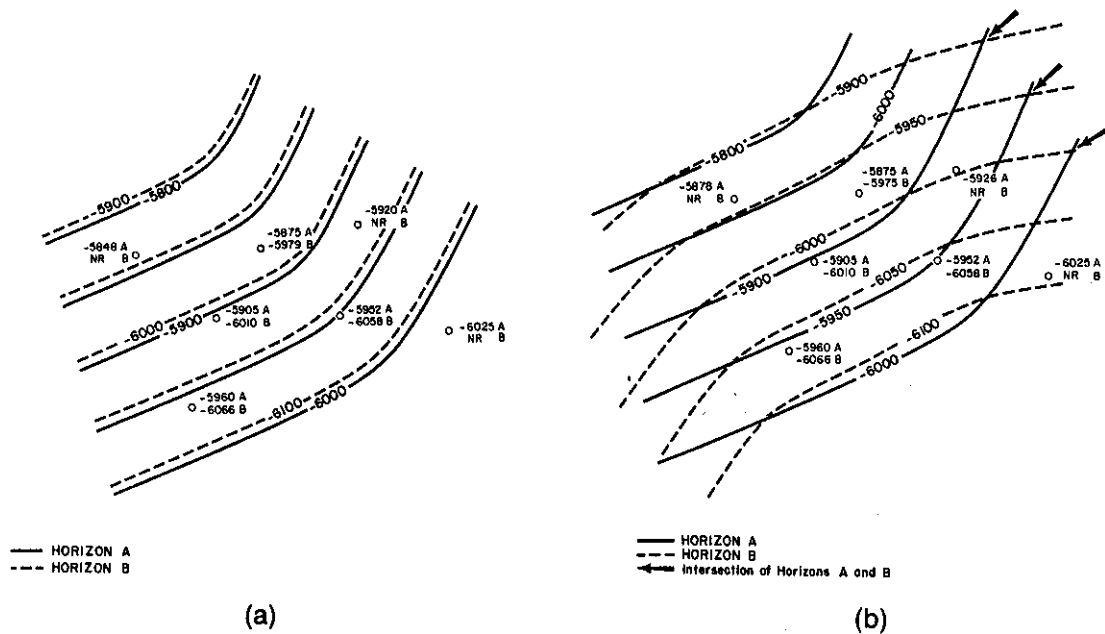 -5900
-5800
-5848 A
NR B
-5875 A
-5979 B
-5920 A
NR B
-6000
-5900
-5905 A
-6010 B
-5952 A
-6058 B
-6025 A
NR B
-5960 A
-6066 B
-6100
-6000
HORIZON A
HORIZON B
(a)
-5900
-6000
-5950
-5800
-5878 A
NR B
-5875 A
-5975 B
-5926 A
NR B
-6000
-5900
-5905 A
-6010 B
-6050
-5952 A
-6058 B
-6025 A
NR B
-5950
-6100
-6000
-5960 A
-6066 B
HORIZON A
HORIZON B
Intersection of Horizons A and B
(b)